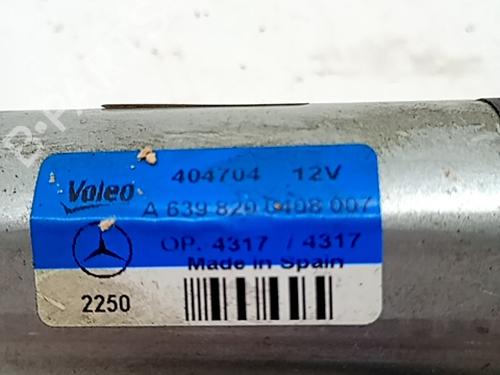 Valeo 404704 12V
A 639 820 0408 007
OP. 4317 / 4317
Made in Spain
2250